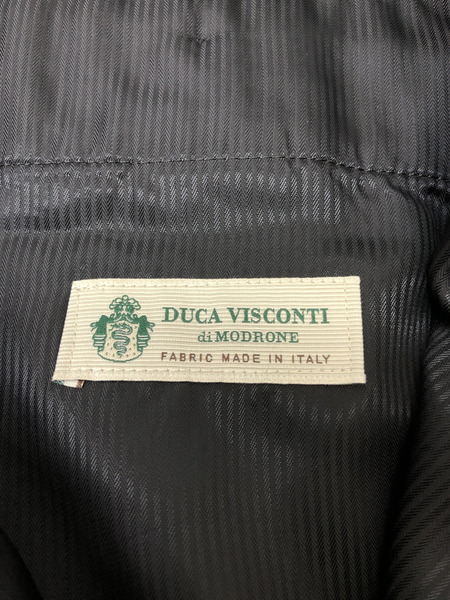 DUCA VISCONTI
di MODRONE
FABRIC MADE IN ITALY